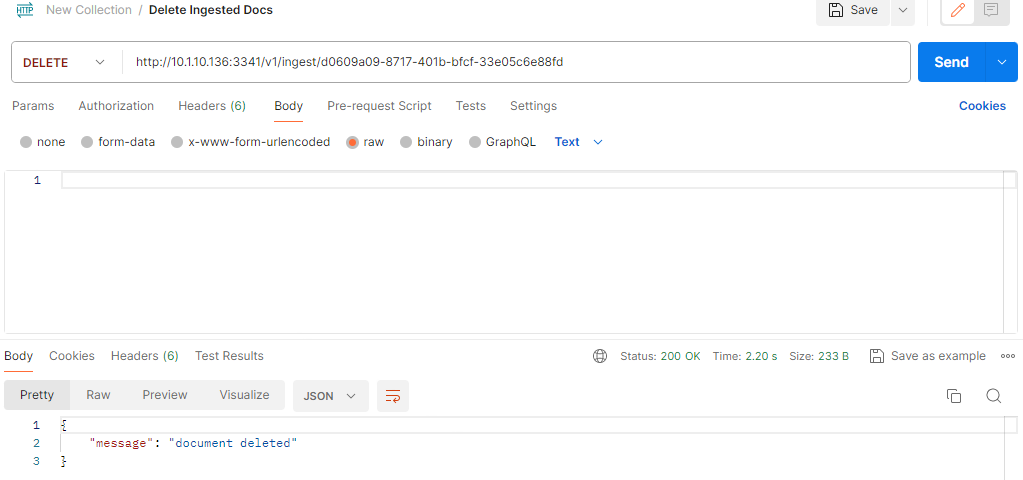 HTTP New Collection / Delete Ingested Docs Save
DELETE http://10.1.10.136:3341/v1/ingest/d0609a09-8717-401b-bfcf-33e05c6e88fd Send
Params Authorization Headers (6) Body Pre-request Script Tests Settings Cookies
none form-data x-www-form-urlencoded raw binary GraphQL Text
1
Body Cookies Headers (6) Test Results Status: 200 OK Time: 2.20 s Size: 233 B Save as example
Pretty Raw Preview Visualize JSON
1 {
2 "message": "document deleted"
3 }